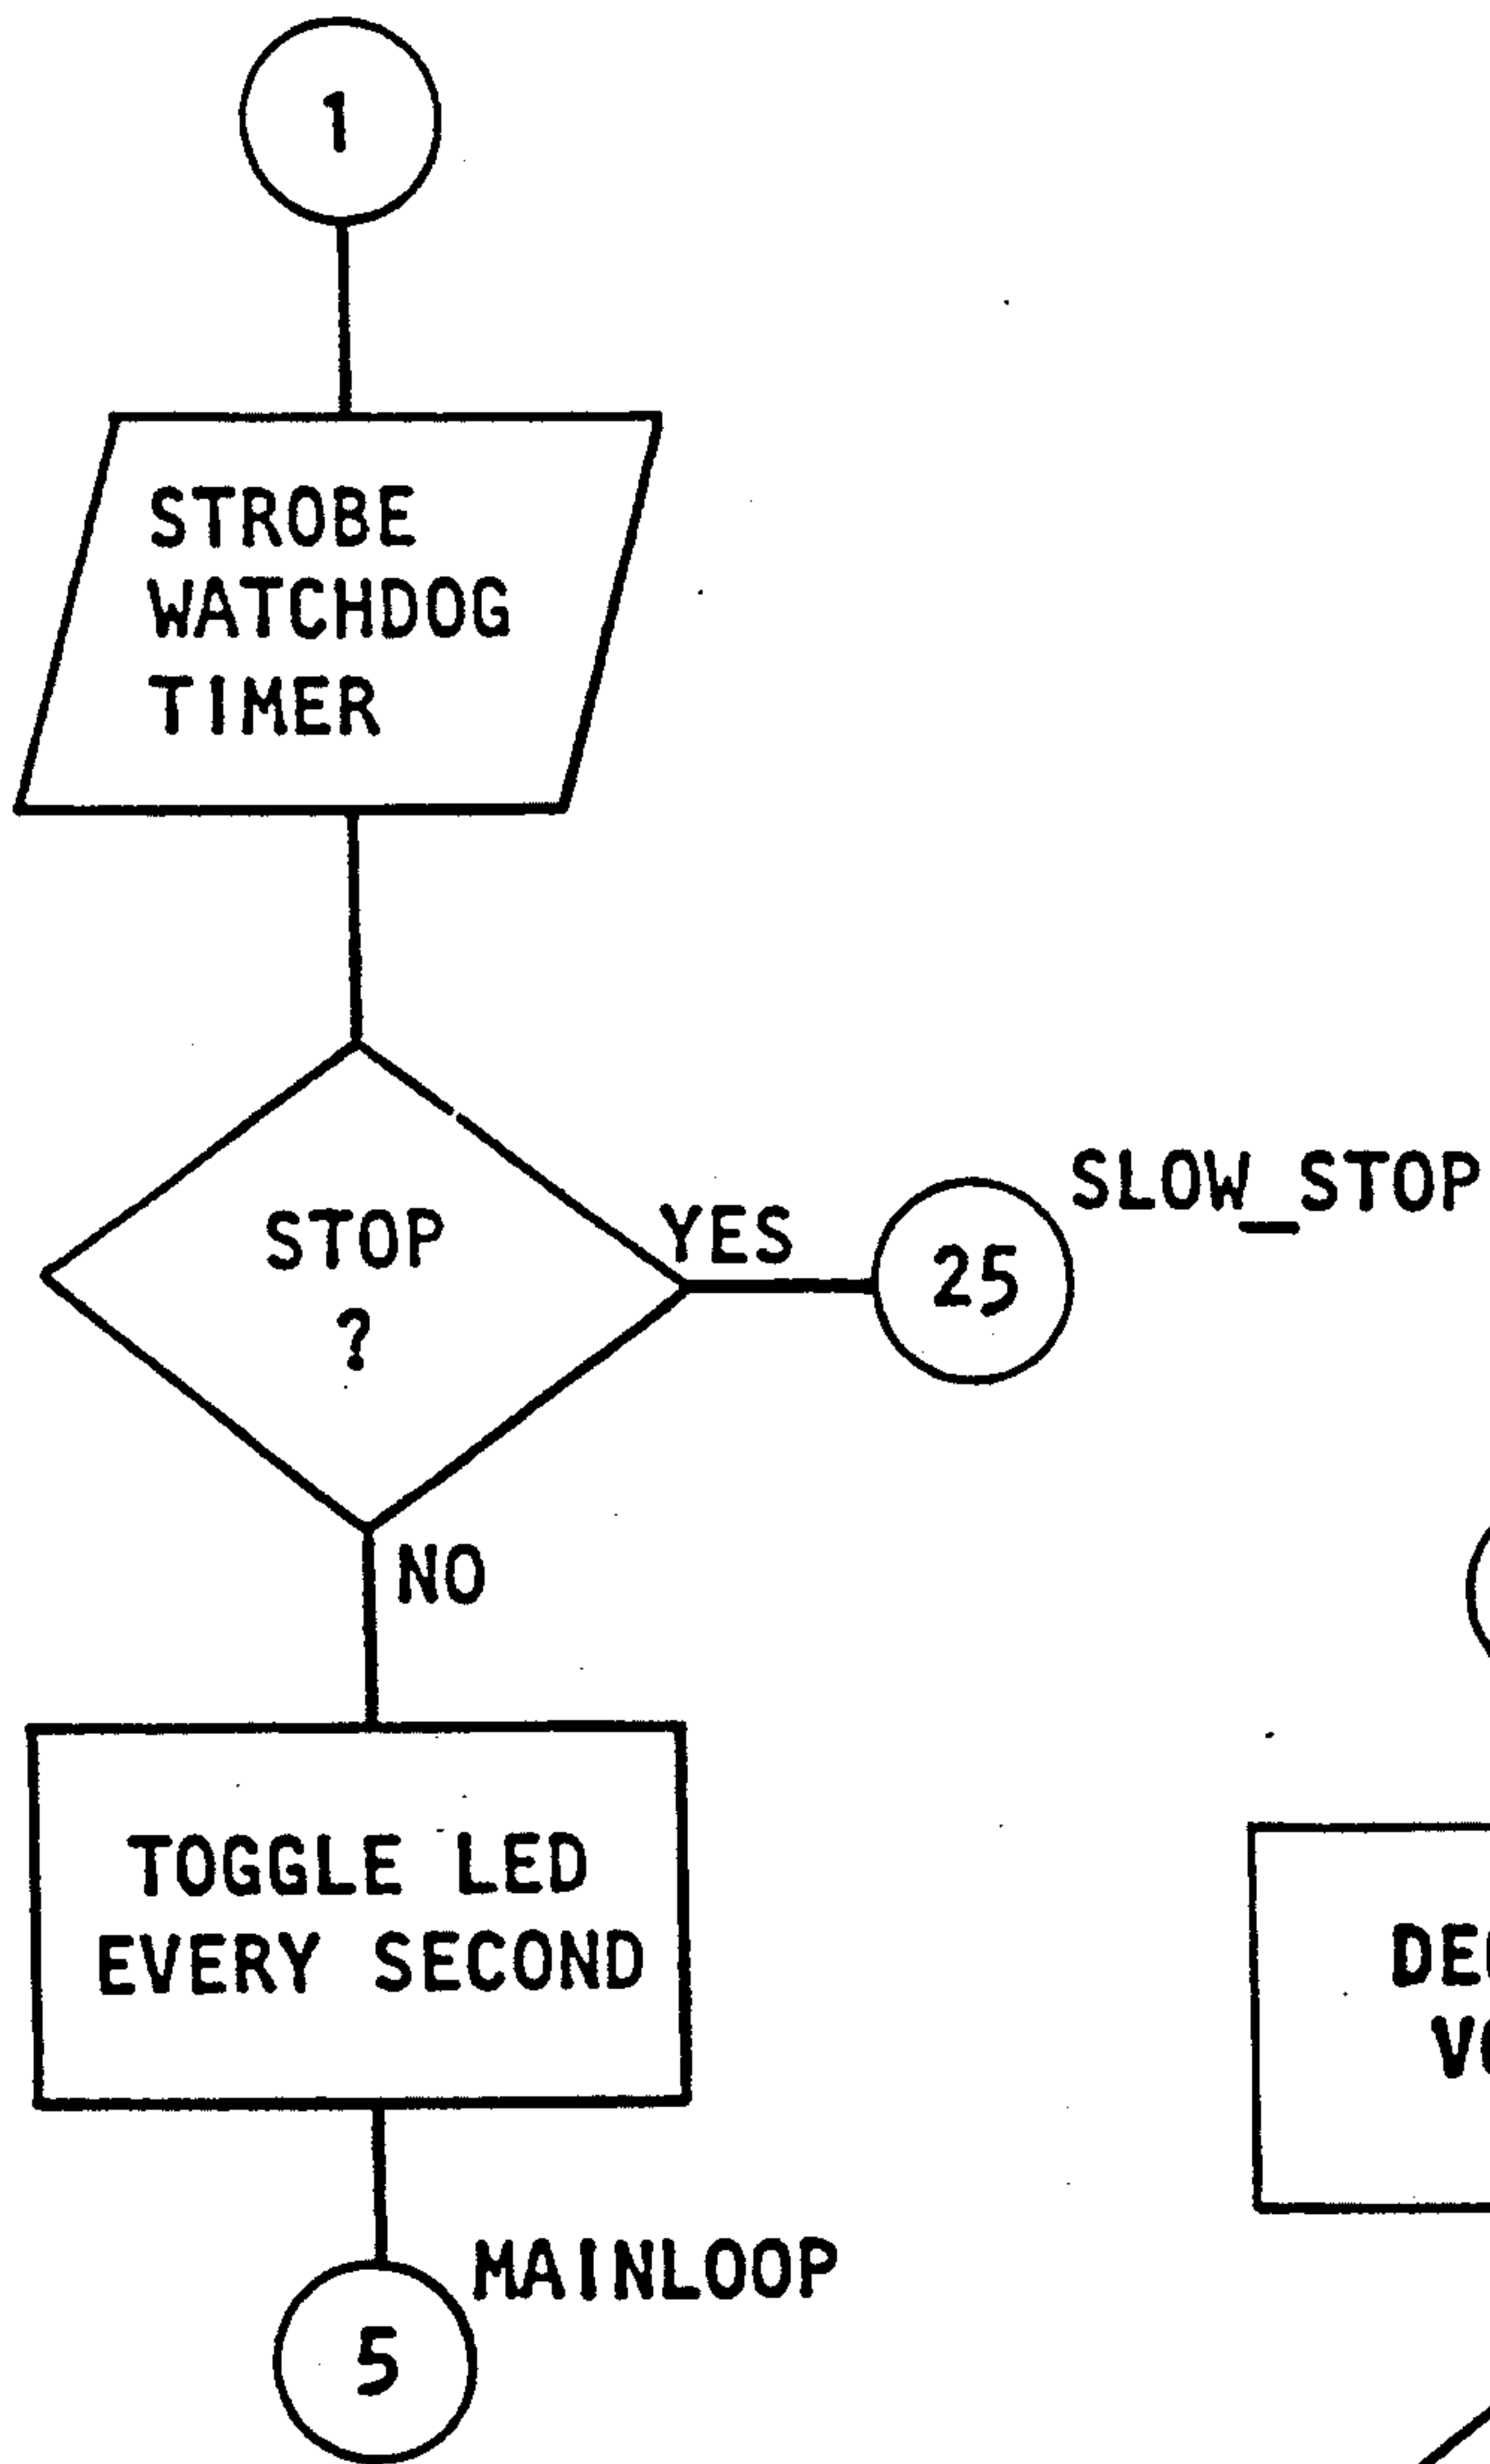 1
STROBE
WATCHDOG
TIMER
STOP
?
YES
25
SLOW_STOP
NO
TOGGLE LED
EVERY SECOND
MAINLOOP
5